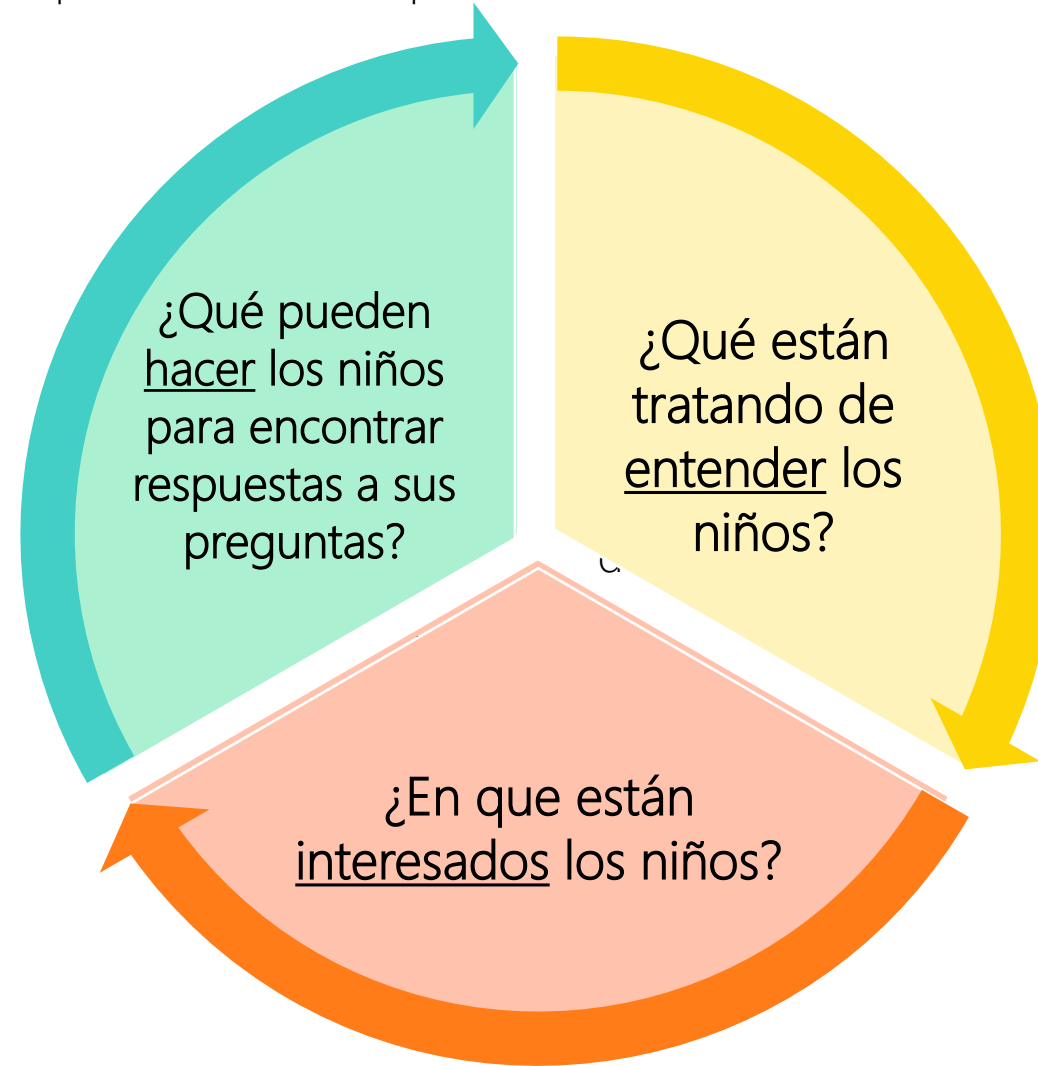 ¿Qué pueden
hacer los niños
para encontrar
respuestas a sus
preguntas?
¿Qué están
tratando de
entender los
niños?
¿En que están
interesados los niños?